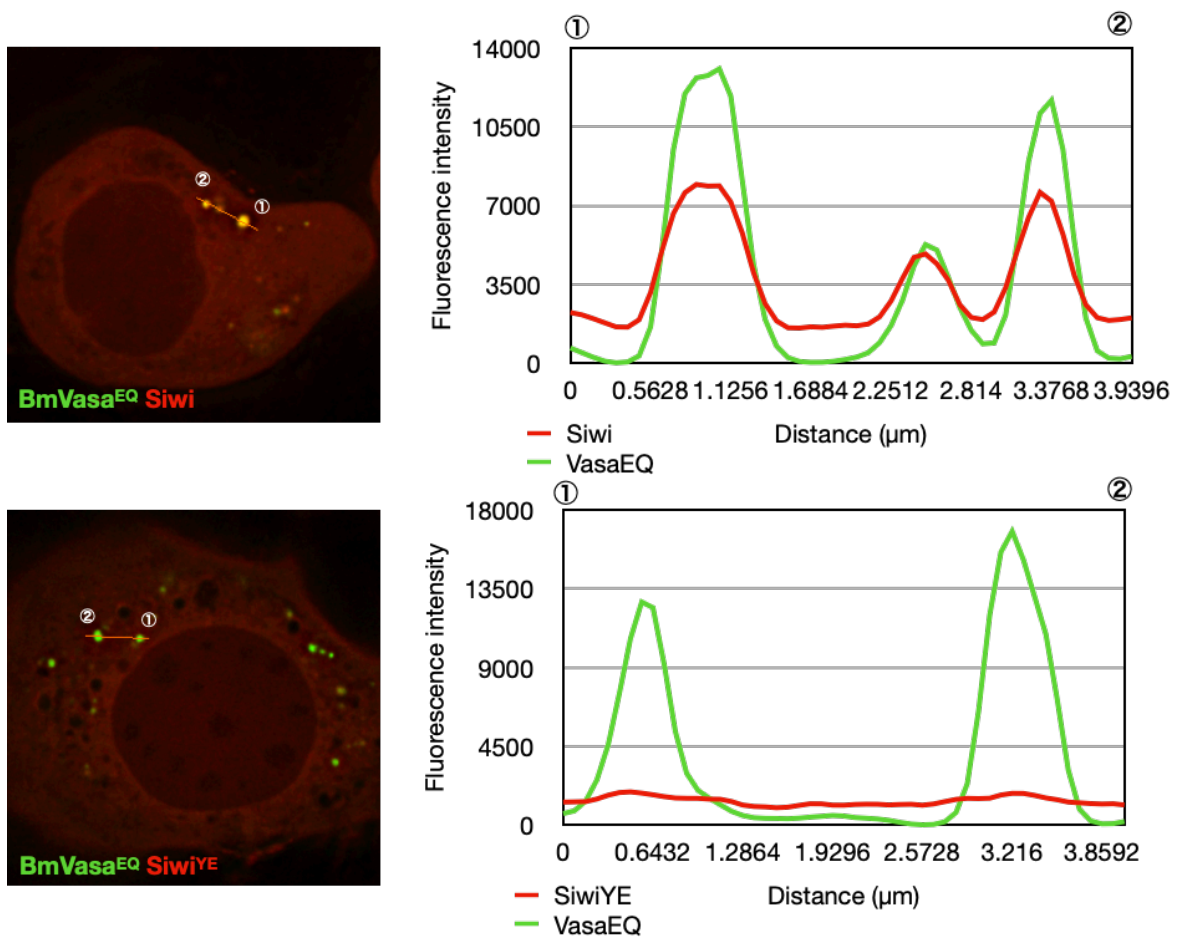 ① ②
14000
10500
7000
3500
0
Fluorescence intensity
0 0.5628 1.1256 1.6884 2.2512 2.814 3.3768 3.9396
Distance (µm)
Siwi
VasaEQ
② ①
BmVasaEQ Siwi
① ②
18000
13500
9000
4500
0
Fluorescence intensity
0 0.6432 1.2864 1.9296 2.5728 3.216 3.8592
Distance (µm)
SiwiYE
VasaEQ
② ①
BmVasaEQ SiwiYE